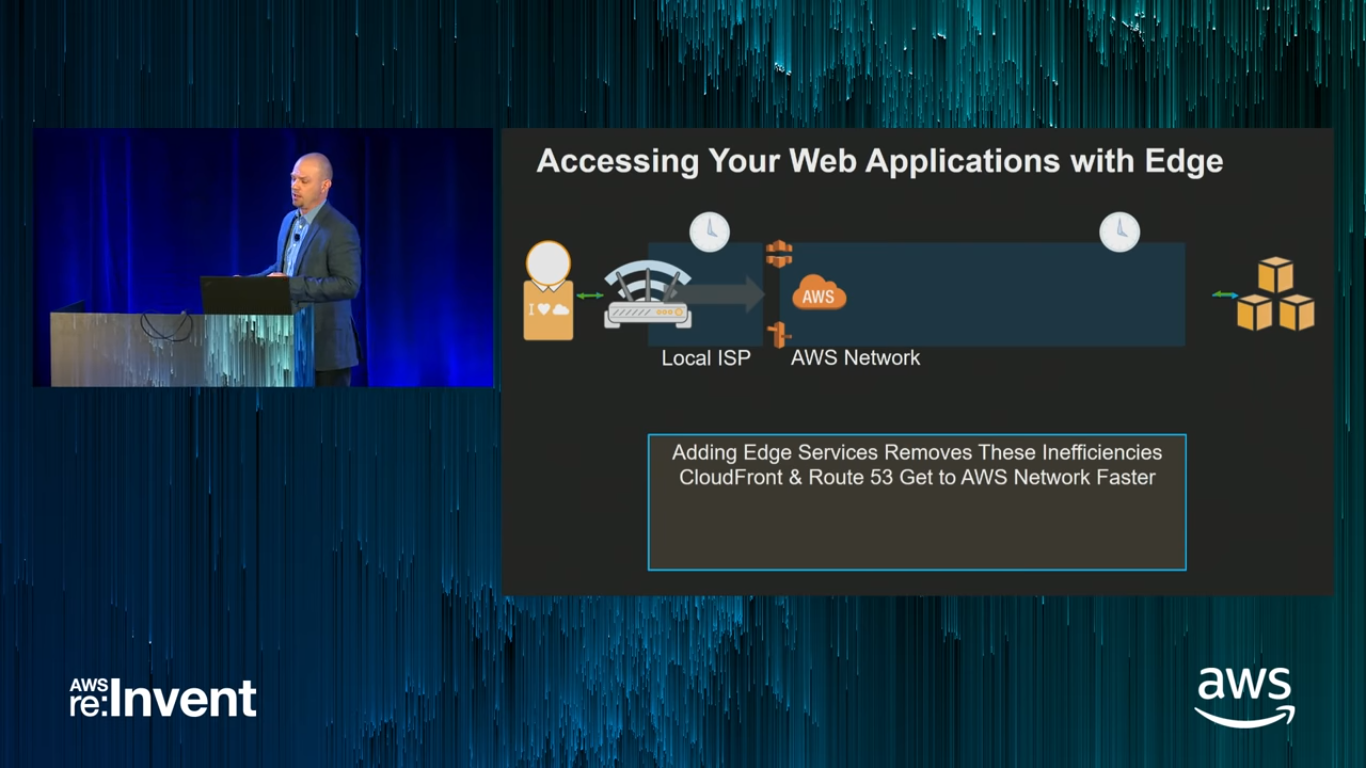 Accessing Your Web Applications with Edge
I ♥
AWS
Local ISP
AWS Network
Adding Edge Services Removes These Inefficiencies
CloudFront & Route 53 Get to AWS Network Faster
AWS
re:Invent
aws